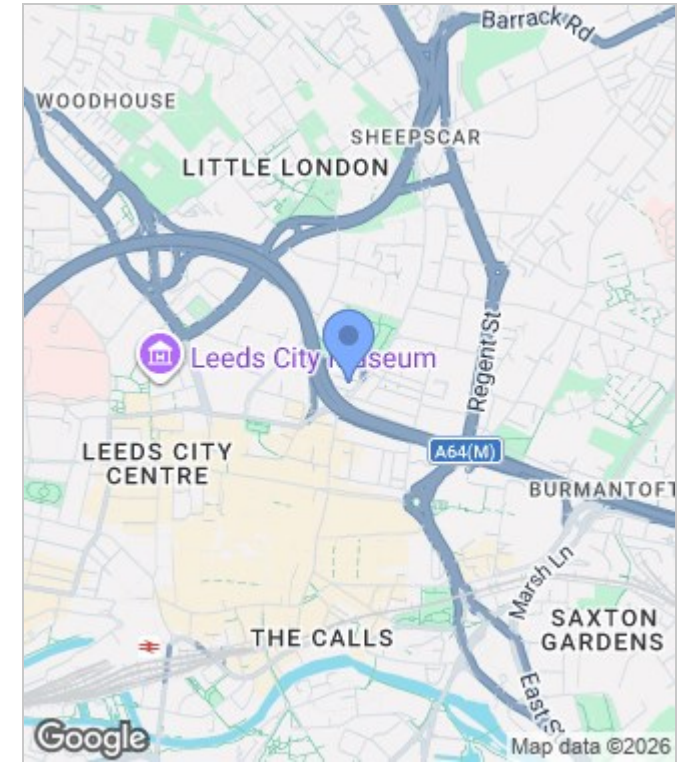 Barrack Rd
WOODHOUSE
SHEEPSCAR
LITTLE LONDON
Regent St
Leeds City Museum
LEEDS CITY
CENTRE
A64(M)
BURMANTOFT
Marsh Ln
SAXTON
GARDENS
THE CALLS
East S
Google
Map data ©2026